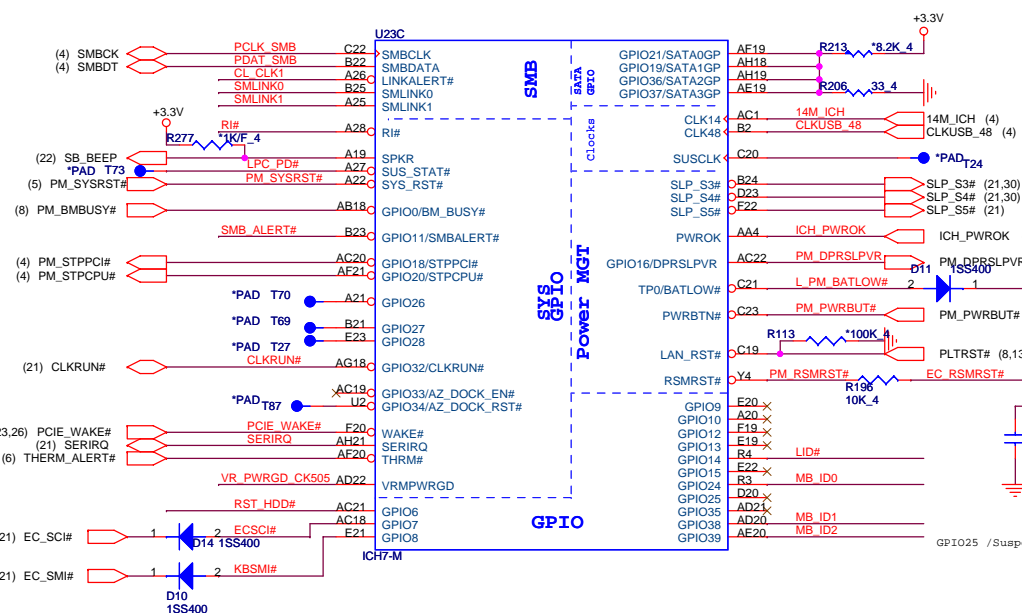 U23C
+3.3V
(4) SMBCK PCLK_SMB C22 SMBCLK
(4) SMBDT PDAT_SMB B22 SMBDATA
CL_CLK1 A26 LINKALERT#
SMLINK0 B25 SMLINK0
SMLINK1 A25 SMLINK1
SMB
SATA
GPIO
GPIO21/SATA0GP AF19 R213 *8.2K_4
GPIO19/SATA1GP AH18
GPIO36/SATA2GP AH19
GPIO37/SATA3GP AE19 R206 33_4
Clocks
CLK14 AC1 14M_ICH 14M_ICH (4)
CLK48 B2 CLKUSB_48 CLKUSB_48 (4)
+3.3V
RI# A28 RI#
R277 *1K/F_4
(22) SB_BEEP A19 SPKR
*PAD T73 LPC_PD# A27 SUS_STAT#
(5) PM_SYSRST# PM_SYSRST# A22 SYS_RST#
SUSCLK C20 *PAD T24
(8) PM_BMBUSY# AB18 GPIO0/BM_BUSY#
SMB_ALERT# B23 GPIO11/SMBALERT#
(4) PM_STPPCI# AC20 GPIO18/STPPCI#
(4) PM_STPCPU# AF21 GPIO20/STPCPU#
SLP_S3# B24 SLP_S3# (21,30)
SLP_S4# D23 SLP_S4# (21,30)
SLP_S5# F22 SLP_S5# (21)
PWROK AA4 ICH_PWROK ICH_PWROK
GPIO16/DPRSLPVR AC22 PM_DPRSLPVR PM_DPRSLPVR
D11 1SS400
TP0/BATLOW# C21 L_PM_BATLOW# 2 1
SYS
GPIO
Power MGT
*PAD T70 A21 GPIO26
*PAD T69 B21 GPIO27
*PAD T27 E23 GPIO28
PWRBTN# C23 PM_PWRBUT# PM_PWRBUT#
R113 *100K_4
LAN_RST# C19 PLTRST# (8,13
(21) CLKRUN# CLKRUN# AG18 GPIO32/CLKRUN#
RSMRST# Y4 PM_RSMRST# EC_RSMRST#
R196
10K_4
AC19 GPIO33/AZ_DOCK_EN#
*PAD T87 U2 GPIO34/AZ_DOCK_RST#
23,26) PCIE_WAKE# PCIE_WAKE# F20 WAKE#
(21) SERIRQ SERIRQ AH21 SERIRQ
(6) THERM_ALERT# AF20 THRM#
VR_PWRGD_CK505 AD22 VRMPWRGD
GPIO9 E20
GPIO10 A20
GPIO12 F19
GPIO13 E19
GPIO14 R4 LID#
GPIO15 E22
GPIO24 R3 MB_ID0
GPIO25 D20
GPIO35 AD21
GPIO38 AD20 MB_ID1
GPIO39 AE20 MB_ID2
RST_HDD# AC21 GPIO6
21) EC_SCI# 1 2 ECSCI# AC18 GPIO7
D14 1SS400
E21 GPIO8
GPIO
ICH7-M
GPIO25 /Suspe
21) EC_SMI# 1 2 KBSMI#
D10
1SS400